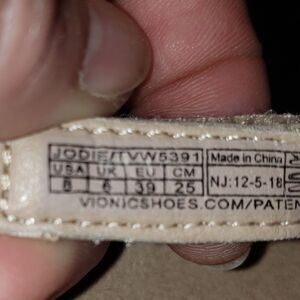 JODIE/TVW5391
USA UK EU CM
8 6 39 25
Made in China
NJ:12-5-18
VIONICSHOES.COM/PATEN